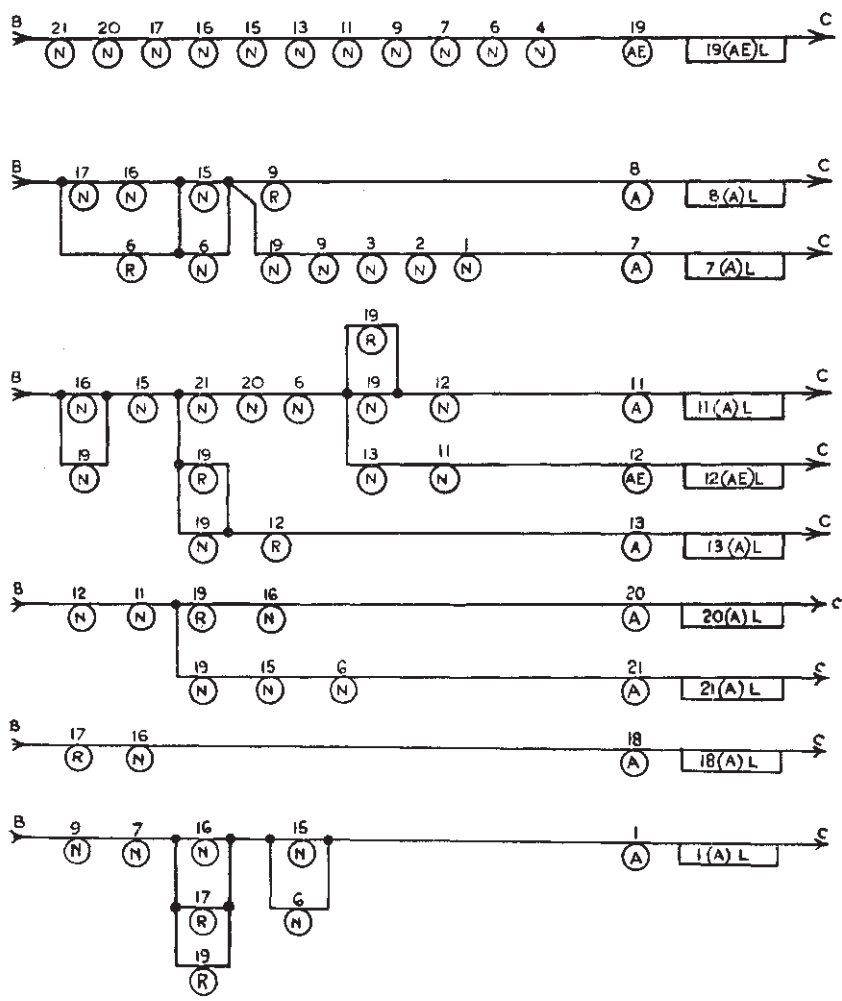 B 21 20 17 16 15 13 11 9 7 6 4 19 C
N N N N N N N N N N N AE 19(AE)L
B 17 16 15 9 8 C
N N N R A 8(A)L
6 6 19 9 3 2 1 7 C
R N N N N N N A 7(A)L
19
R
B 16 15 21 20 6 19 12 11 C
N N N N N N N A 11(A)L
19 19 13 11 12 C
N R N N AE 12(AE)L
19 12 13 C
N R A 13(A)L
B 12 11 19 16 20 C
N N R N A 20(A)L
19 15 6 21 C
N N N A 21(A)L
B 17 16 18 C
R N A 18(A)L
B 9 7 16 15 1 C
N N N N A 1(A)L
17 6
R N
19
R